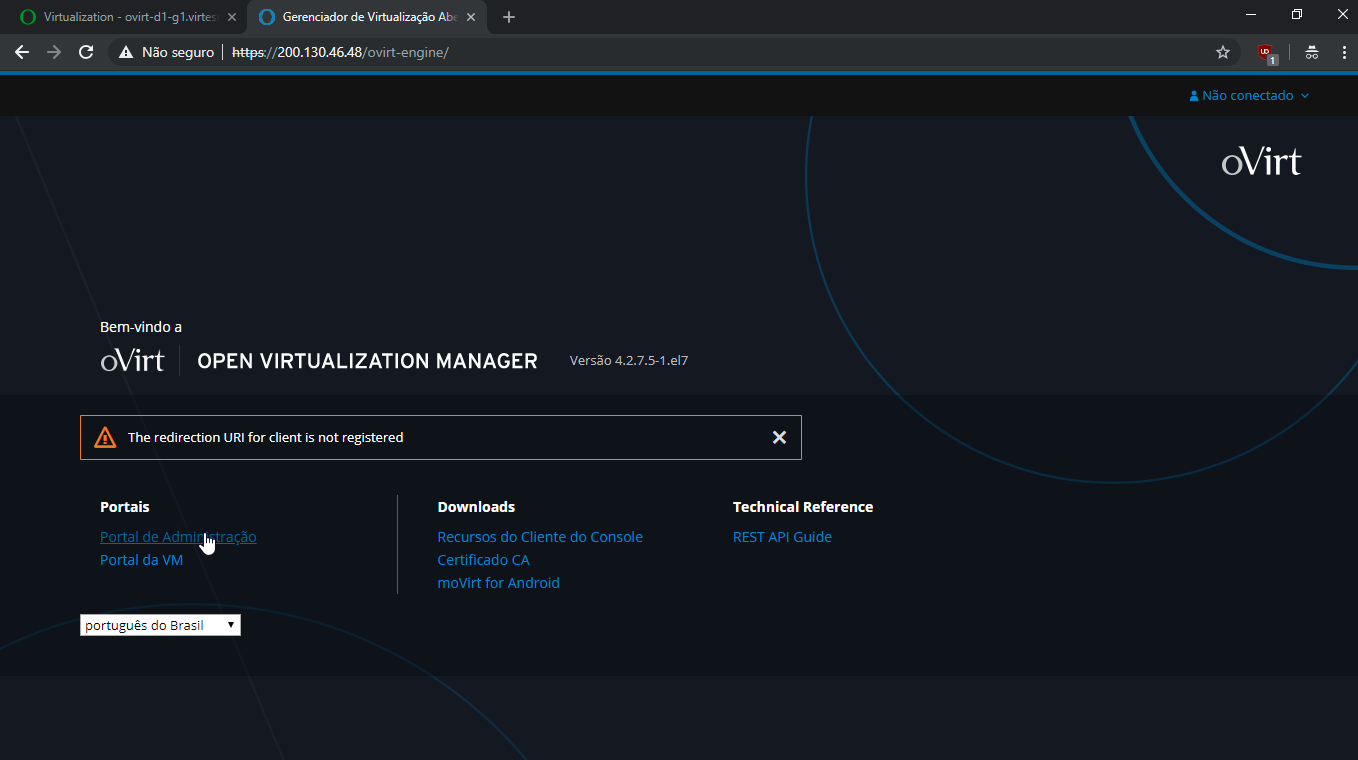 Virtualization - ovirt-d1-g1.virtes
Gerenciador de Virtualização Abe
Não seguro
https://200.130.46.48/ovirt-engine/
1
Não conectado
oVirt
Bem-vindo a
oVirt OPEN VIRTUALIZATION MANAGER Versão 4.2.7.5-1.el7
The redirection URI for client is not registered
Portais
Portal de Administração
Portal da VM
Downloads
Recursos do Cliente do Console
Certificado CA
moVirt for Android
Technical Reference
REST API Guide
português do Brasil